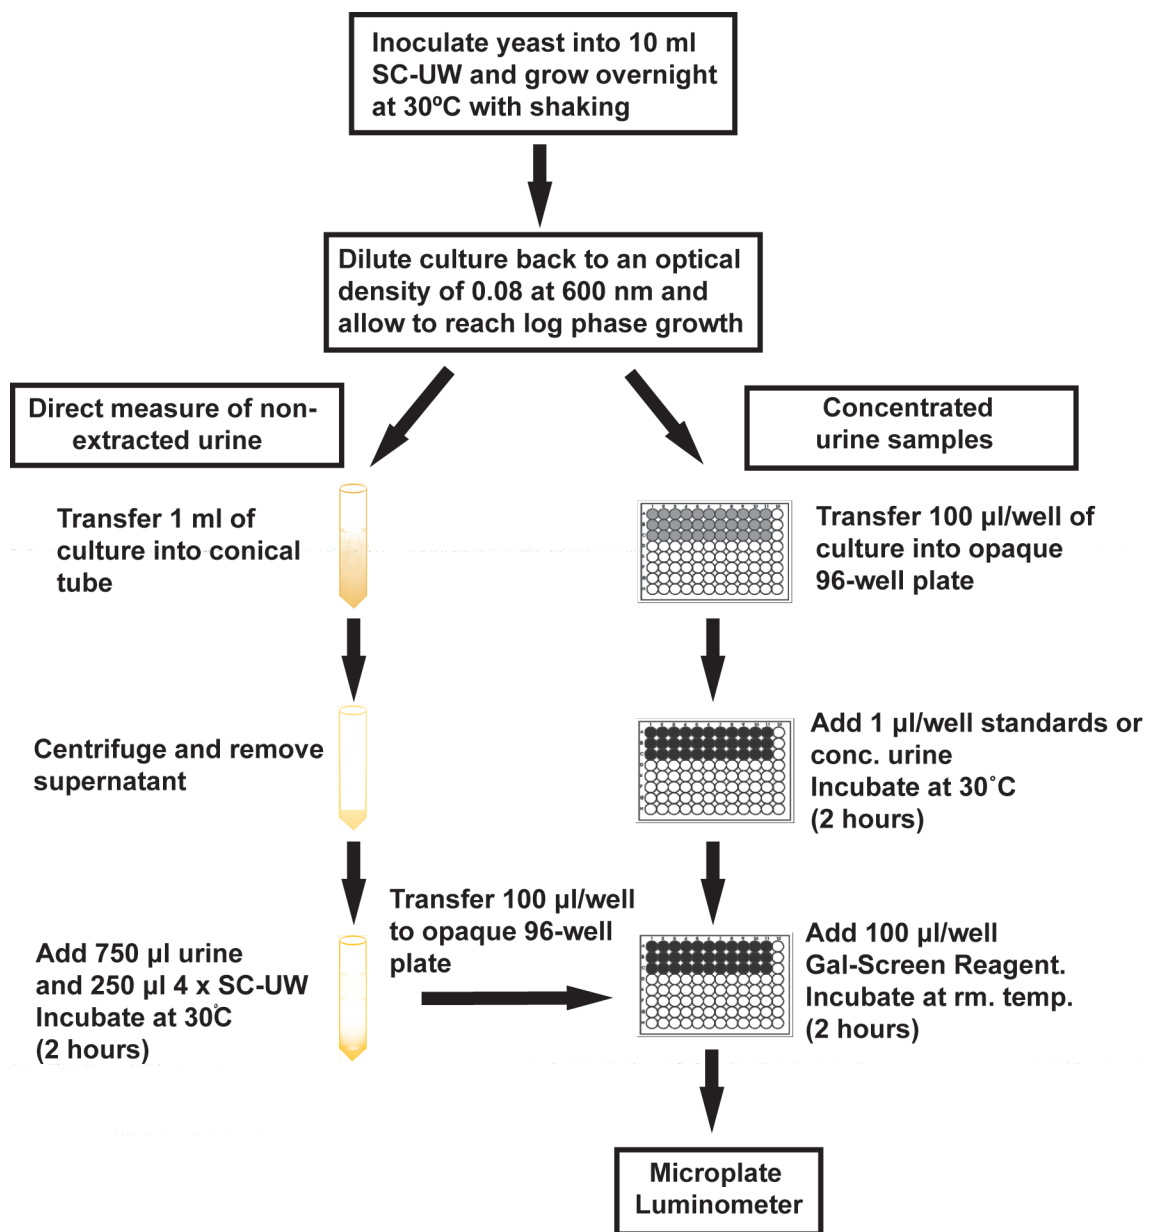 Inoculate yeast into 10 ml
SC-UW and grow overnight
at 30ºC with shaking
Dilute culture back to an optical
density of 0.08 at 600 nm and
allow to reach log phase growth
Direct measure of non-
extracted urine
Concentrated
urine samples
Transfer 1 ml of
culture into conical
tube
Transfer 100 µl/well of
culture into opaque
96-well plate
Centrifuge and remove
supernatant
Add 1 µl/well standards or
conc. urine
Incubate at 30˚C
(2 hours)
Add 750 µl urine
and 250 µl 4 x SC-UW
Incubate at 30˚C
(2 hours)
Transfer 100 µl/well
to opaque 96-well
plate
Add 100 µl/well
Gal-Screen Reagent.
Incubate at rm. temp.
(2 hours)
Microplate
Luminometer